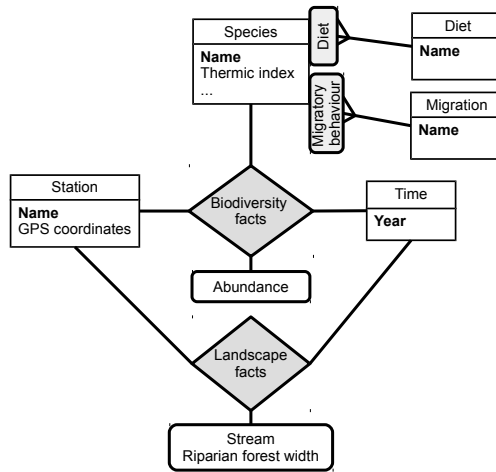 Species
Name
Thermic index
...
Diet
Diet
Name
Migratory
behaviour
Migration
Name
Station
Name
GPS coordinates
Biodiversity
facts
Time
Year
Abundance
Landscape
facts
Stream
Riparian forest width